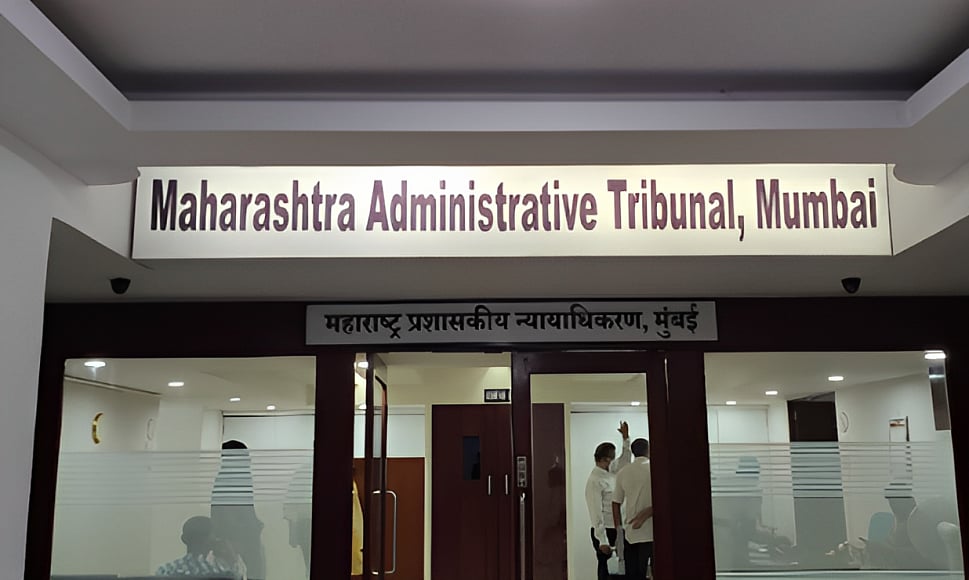 Maharashtra Administrative Tribunal, Mumbai
महाराष्ट्र प्रशासकीय न्यायाधिकरण, मुंबई